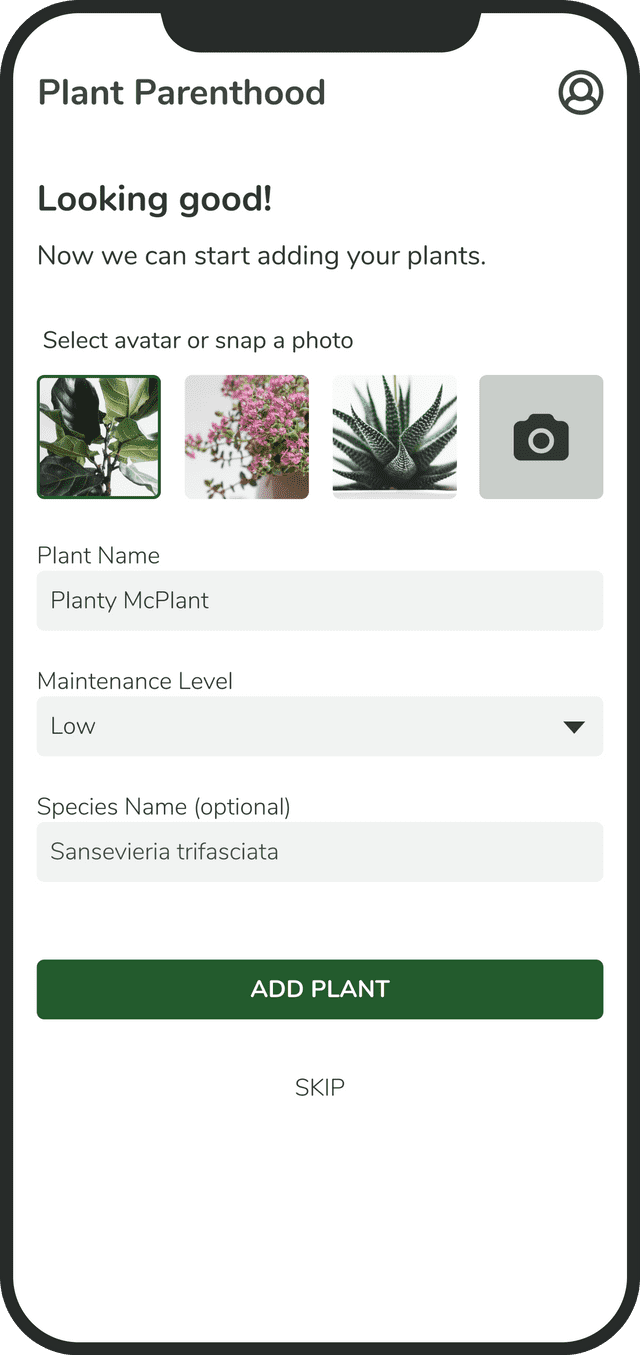 Plant Parenthood
Looking good!
Now we can start adding your plants.
Select avatar or snap a photo
Plant Name
Planty McPlant
Maintenance Level
Low
Species Name (optional)
Sansevieria trifasciata
ADD PLANT
SKIP